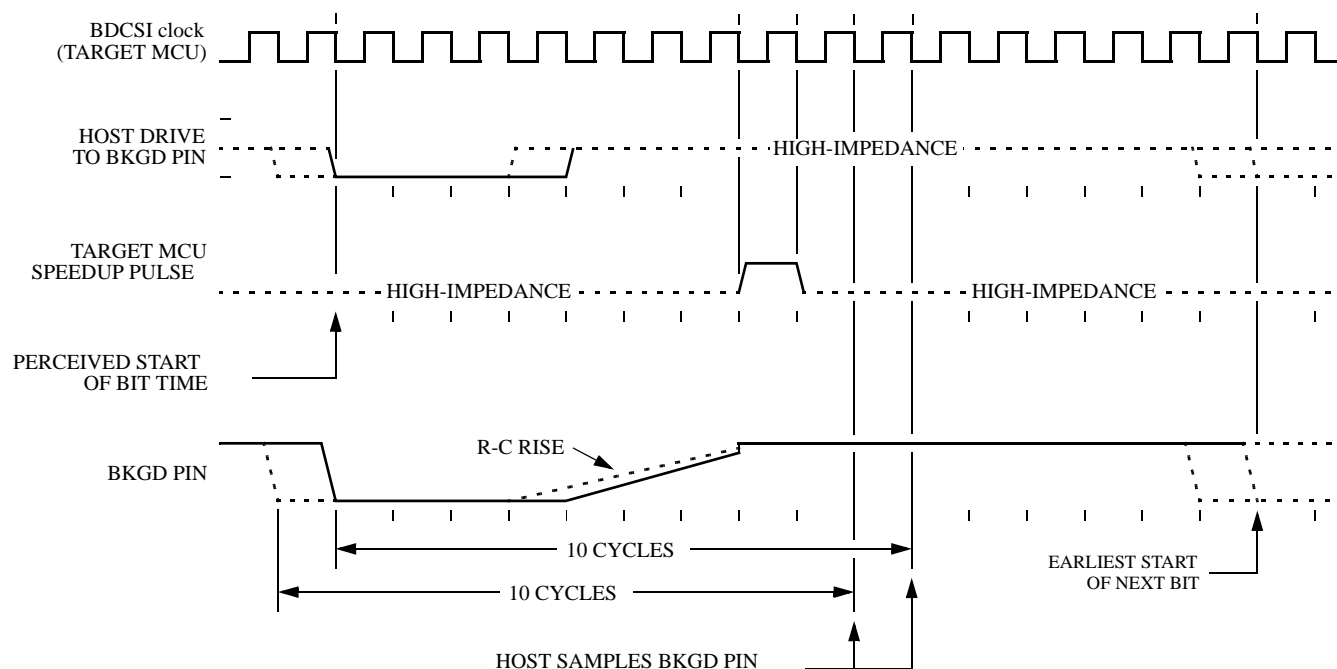 BDCSI clock
(TARGET MCU)
HOST DRIVE
TO BKGD PIN
HIGH-IMPEDANCE
TARGET MCU
SPEEDUP PULSE
HIGH-IMPEDANCE
HIGH-IMPEDANCE
PERCEIVED START
OF BIT TIME
R-C RISE
BKGD PIN
10 CYCLES
EARLIEST START
OF NEXT BIT
10 CYCLES
HOST SAMPLES BKGD PIN